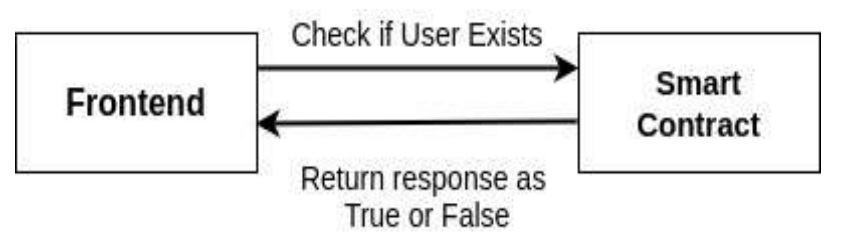 Check if User Exists
Frontend
Smart
Contract
Return response as
True or False